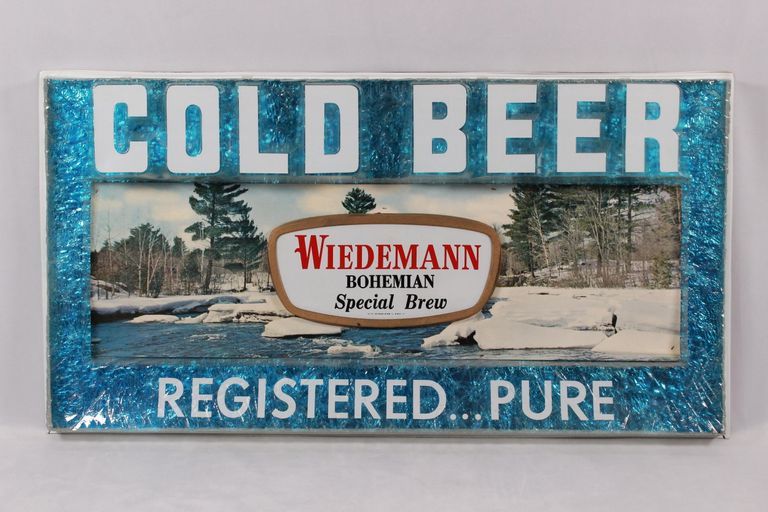 COLD BEER
WIEDEMANN
BOHEMIAN
Special Brew
REGISTERED...PURE